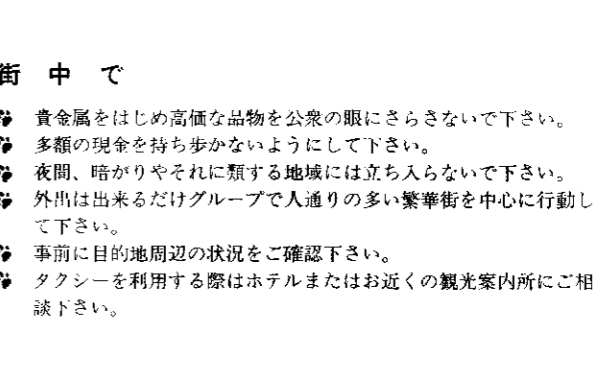 街中で
貴金属をはじめ高価な品物を公衆の眼にさらさないで下さい。
多額の現金を持ち歩かないようにして下さい。
夜間、暗がりやそれに類する地域には立ち入らないで下さい。
外出は出来るだけグループで人通りの多い繁華街を中心に行動し
て下さい。
事前に目的地周辺の状況をご確認下さい。
タクシーを利用する際はホテルまたはお近くの観光案内所にご相
談下さい。